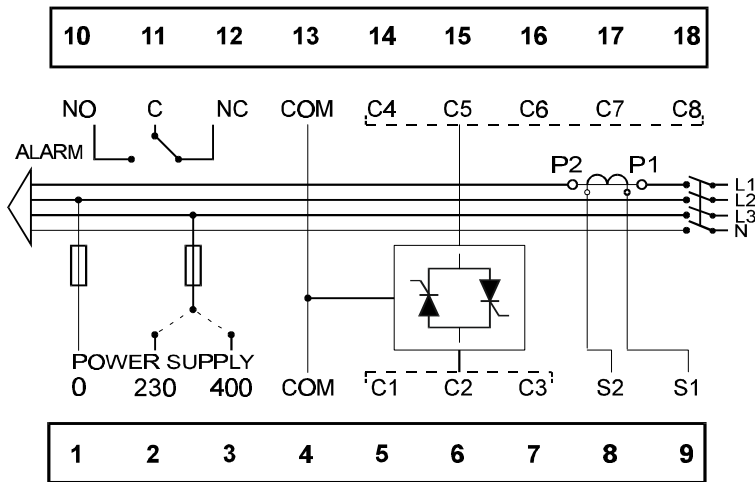 10 11 12 13 14 15 16 17 18
NO C NC COM C4 C5 C6 C7 C8
ALARM
P2 P1
L1
L2
L3
N
POWER SUPPLY
0 230 400 COM C1 C2 C3 S2 S1
1 2 3 4 5 6 7 8 9